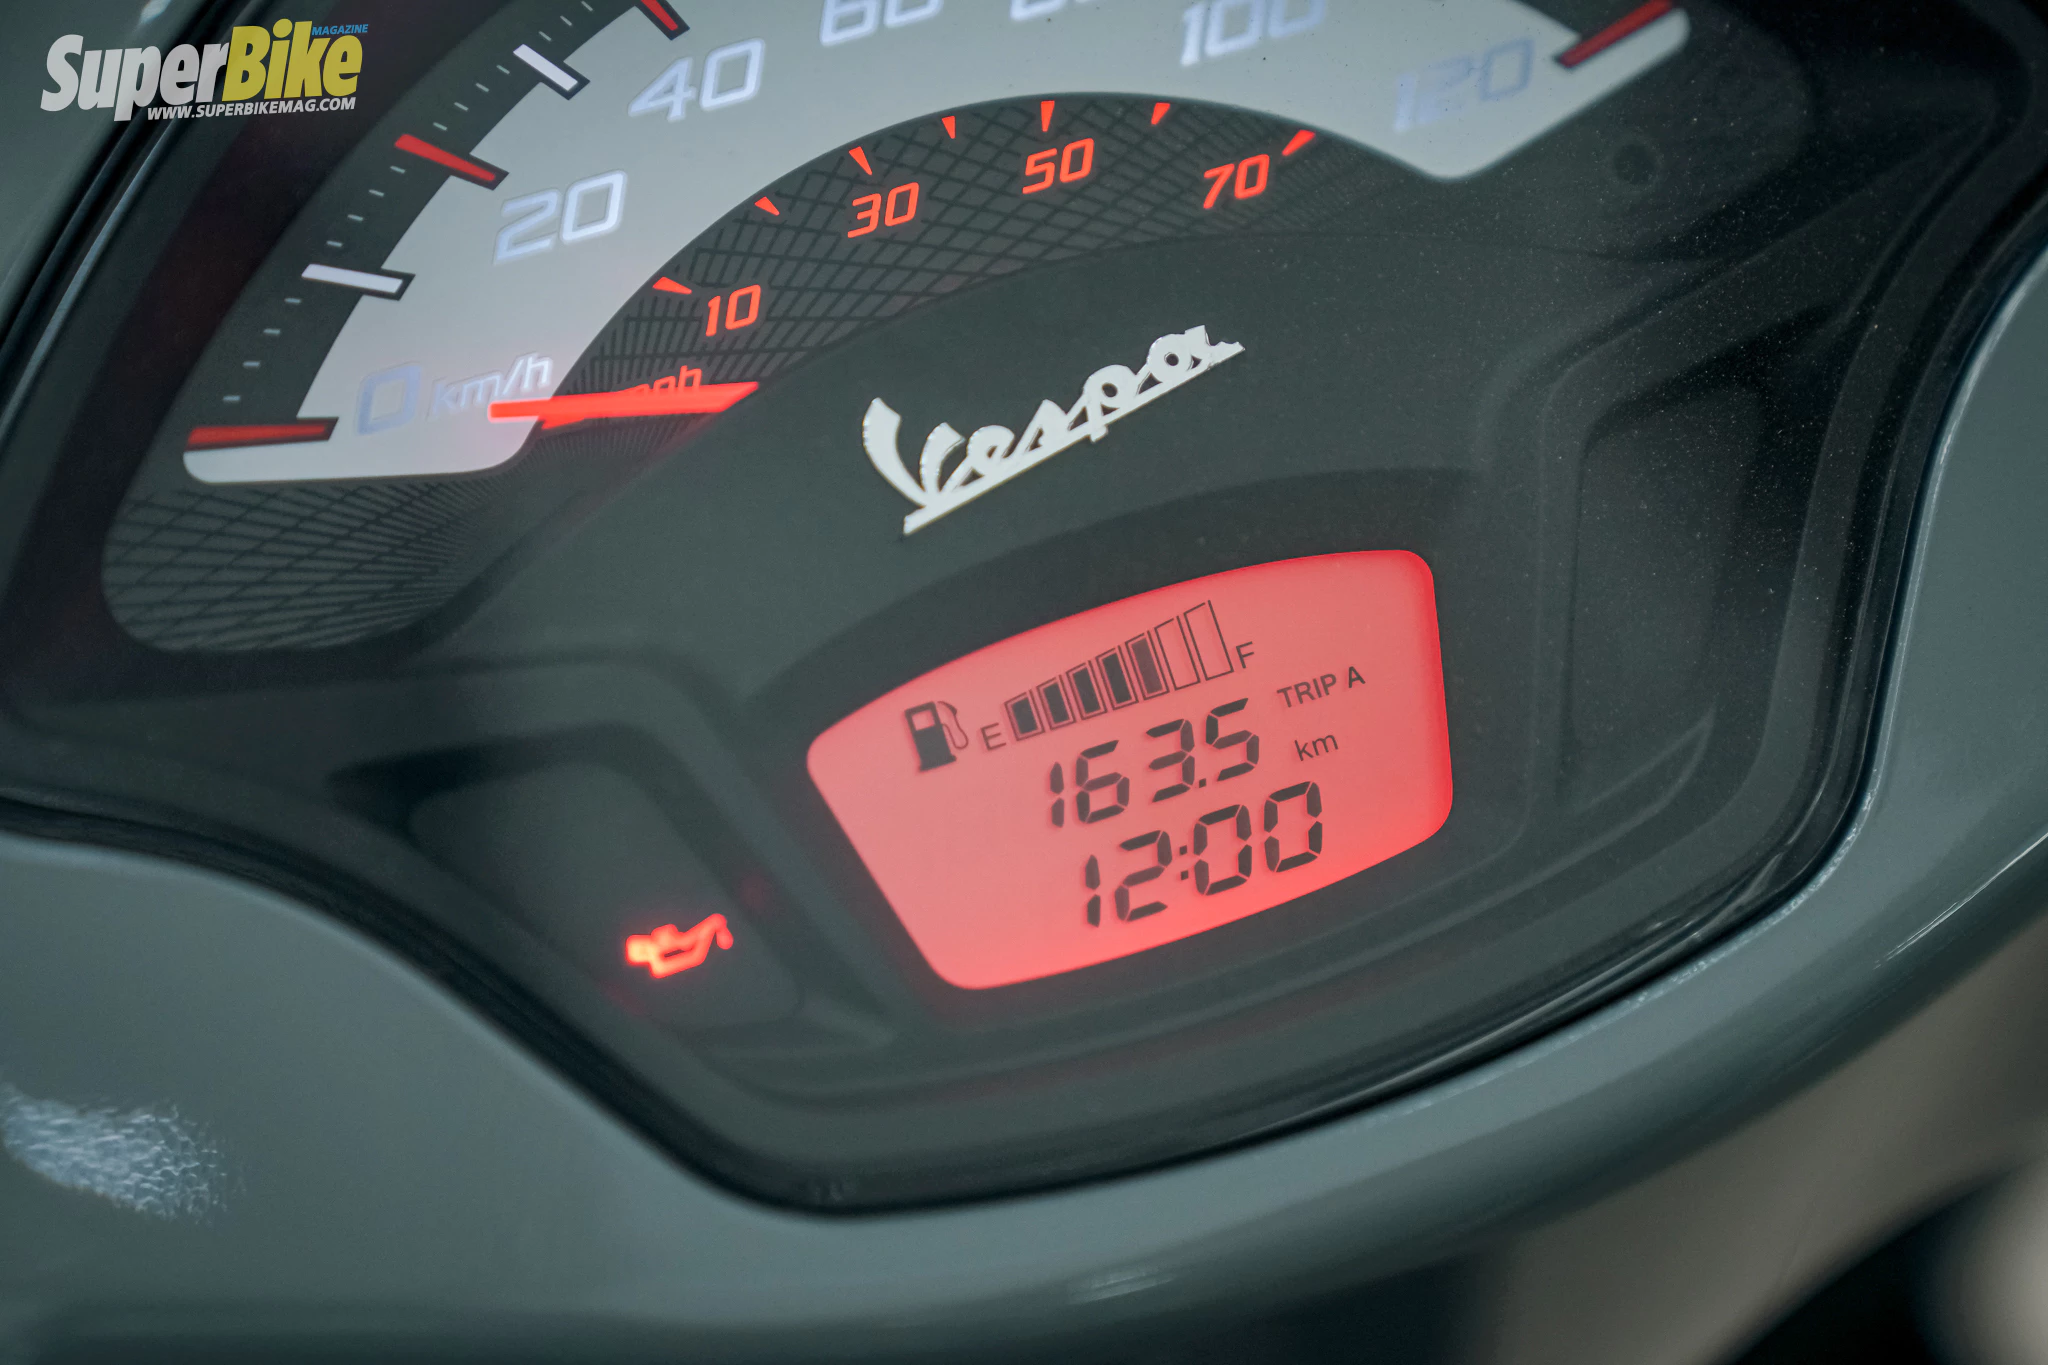 SuperBike
MAGAZINE
WWW.SUPERBIKEMAG.COM
0 km/h
20
40
60
100
120
10
30
50
70
Vespa
E
F
163.5 TRIP A
km
12:00